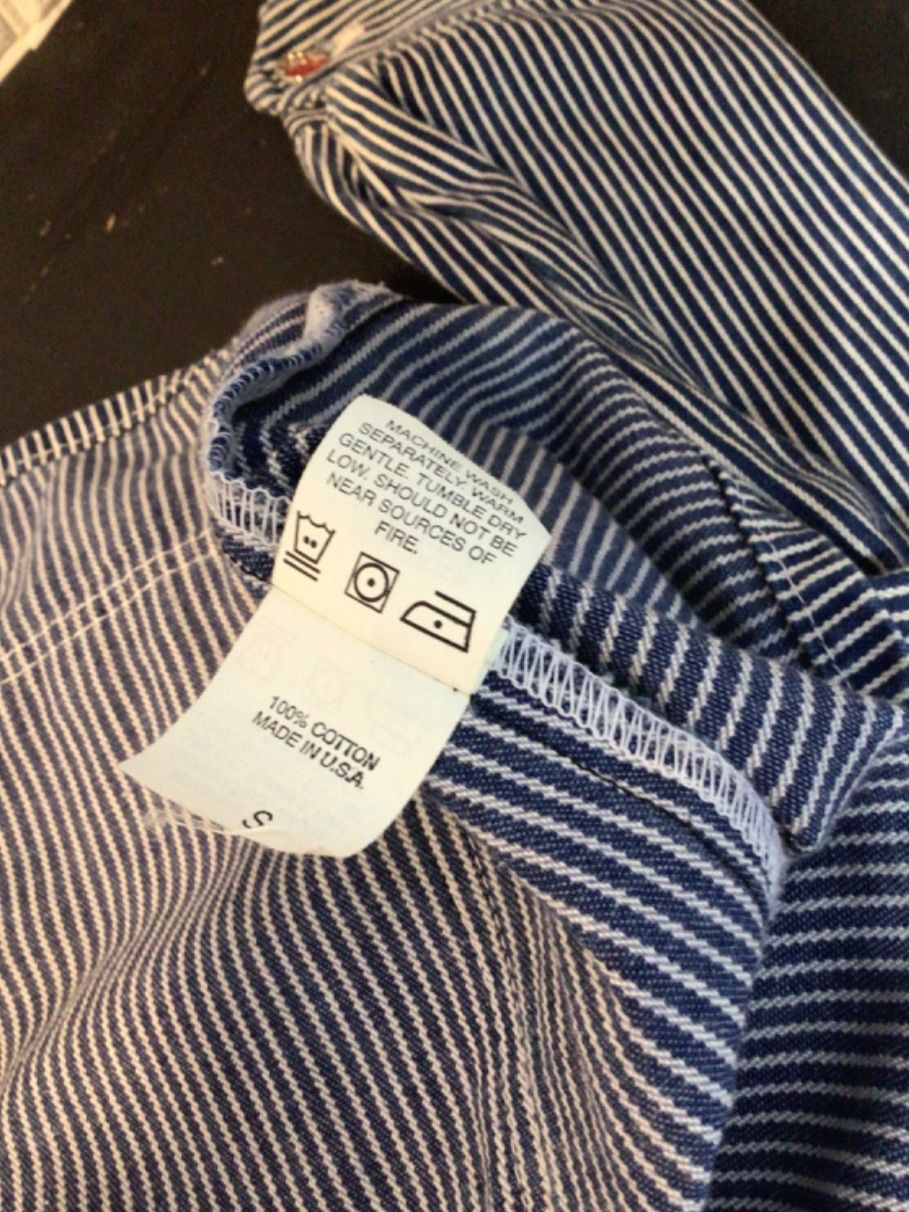 MACHINE WASH
SEPARATELY. WARM
GENTLE. TUMBLE DRY
LOW. SHOULD NOT BE
NEAR SOURCES OF
FIRE.
100% COTTON
MADE IN U.S.A.
S